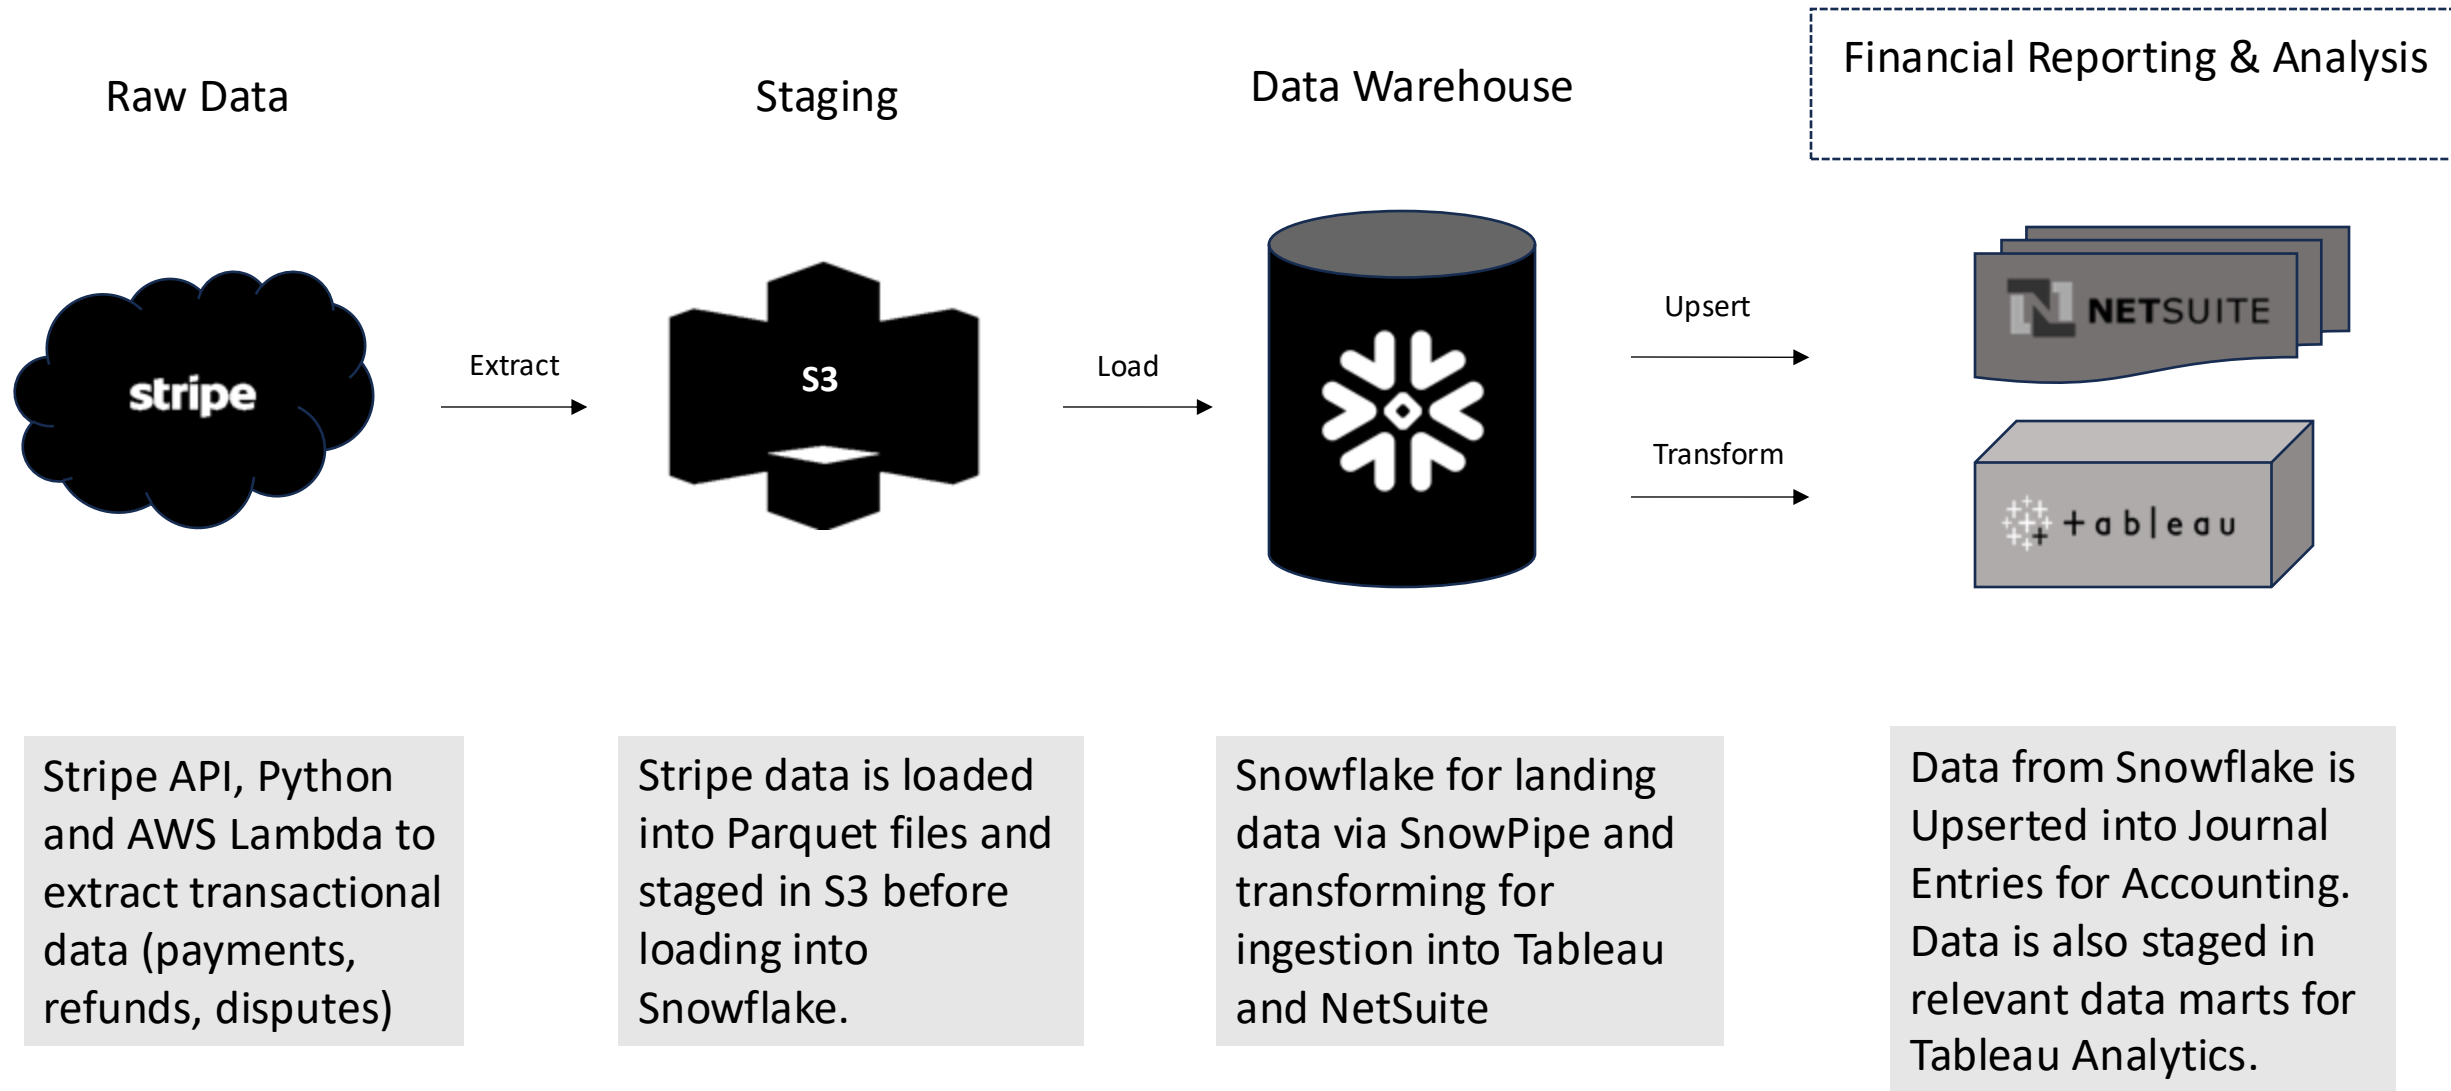 Raw Data
Staging
Data Warehouse
Financial Reporting & Analysis
stripe
Extract
S3
Load
Upsert
Transform
NETSUITE
+ableau
Stripe API, Python
and AWS Lambda to
extract transactional
data (payments,
refunds, disputes)
Stripe data is loaded
into Parquet files and
staged in S3 before
loading into
Snowflake.
Snowflake for landing
data via SnowPipe and
transforming for
ingestion into Tableau
and NetSuite
Data from Snowflake is
Upserted into Journal
Entries for Accounting.
Data is also staged in
relevant data marts for
Tableau Analytics.